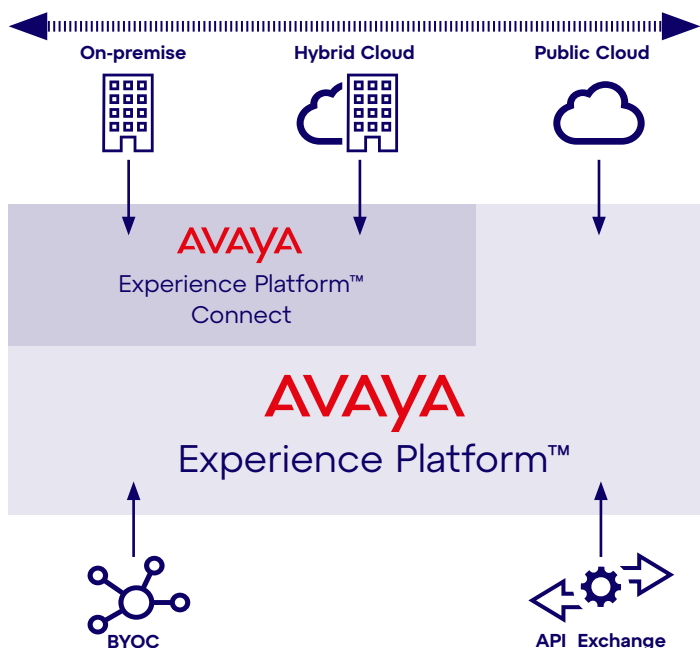 On-premise Hybrid Cloud Public Cloud
AVAYA
Experience Platform™
Connect
AVAYA
Experience Platform™
BYOC API Exchange